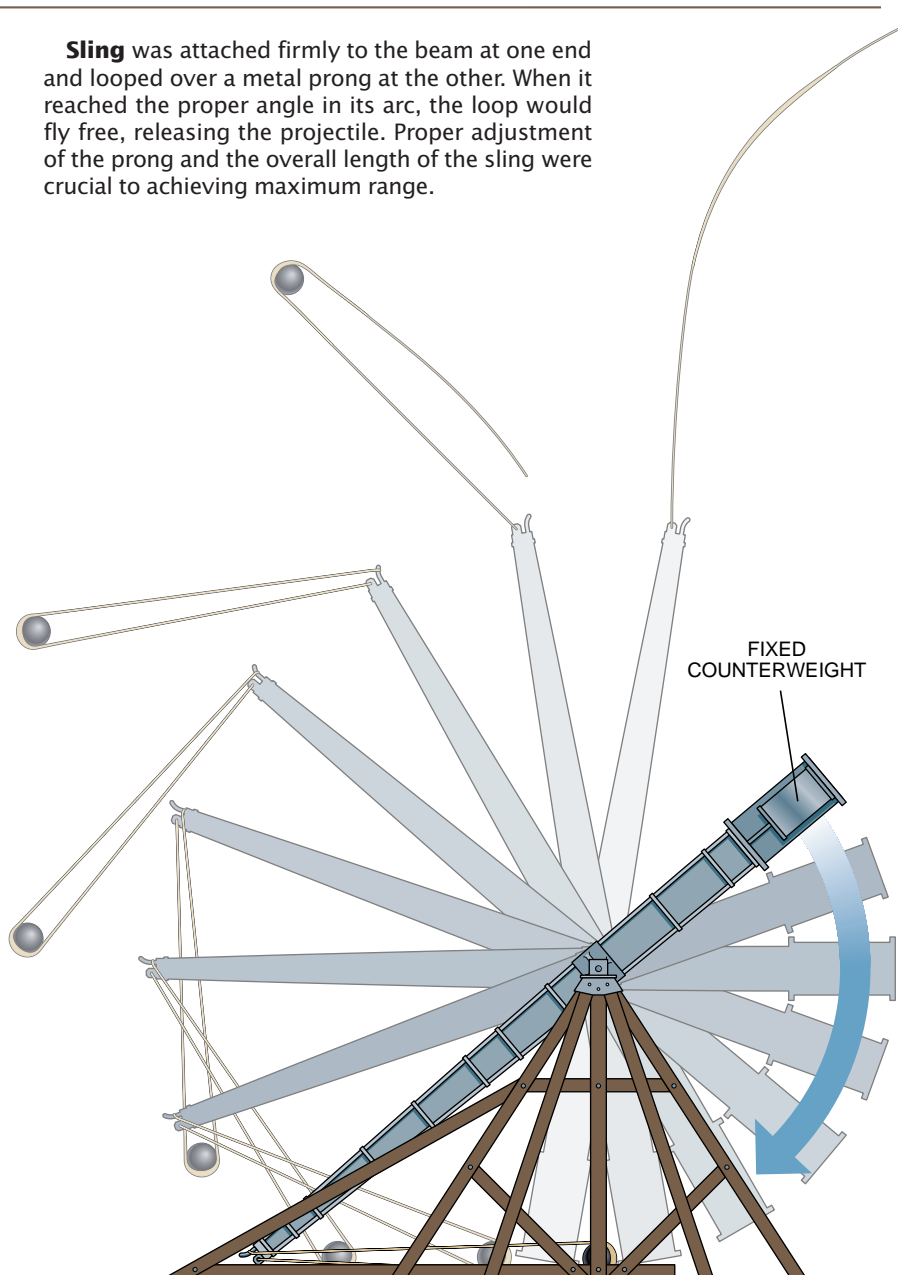 Sling was attached firmly to the beam at one end
and looped over a metal prong at the other. When it
reached the proper angle in its arc, the loop would
fly free, releasing the projectile. Proper adjustment
of the prong and the overall length of the sling were
crucial to achieving maximum range.
FIXED
COUNTERWEIGHT